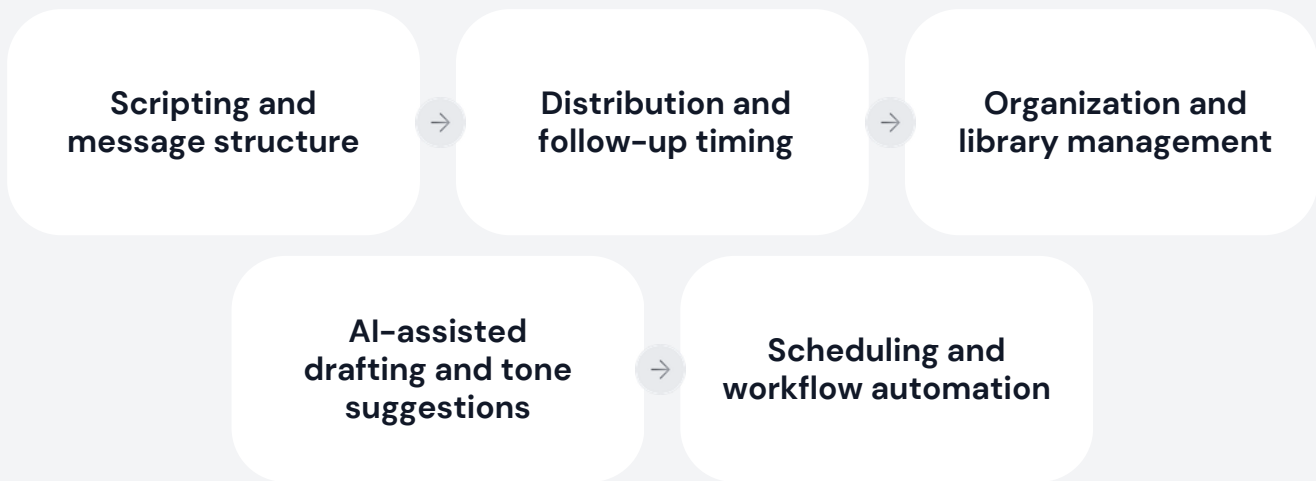 Scripting and
message structure
Distribution and
follow-up timing
Organization and
library management
AI-assisted
drafting and tone
suggestions
Scheduling and
workflow automation